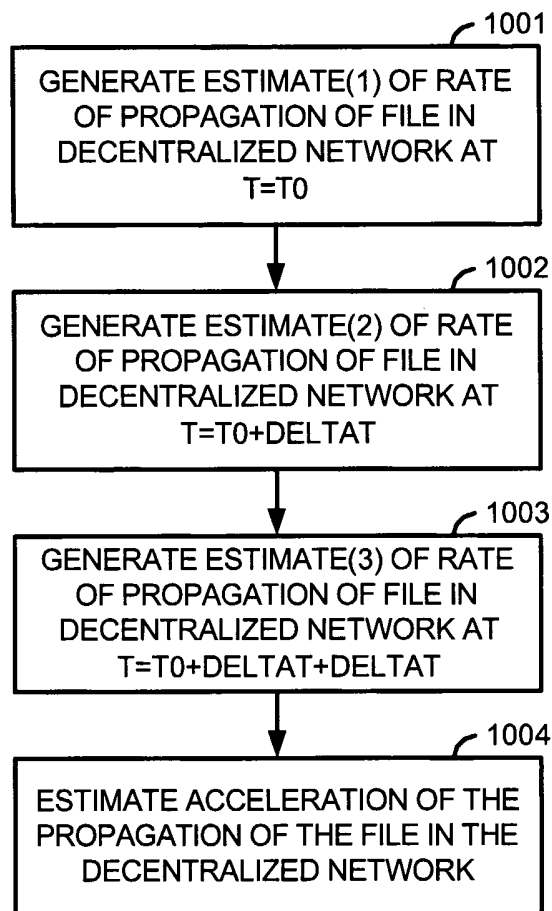 1001
GENERATE ESTIMATE(1) OF RATE
OF PROPAGATION OF FILE IN
DECENTRALIZED NETWORK AT
T=T0
1002
GENERATE ESTIMATE(2) OF RATE
OF PROPAGATION OF FILE IN
DECENTRALIZED NETWORK AT
T=T0+DELTAT
1003
GENERATE ESTIMATE(3) OF RATE
OF PROPAGATION OF FILE IN
DECENTRALIZED NETWORK AT
T=T0+DELTAT+DELTAT
1004
ESTIMATE ACCELERATION OF THE
PROPAGATION OF THE FILE IN THE
DECENTRALIZED NETWORK